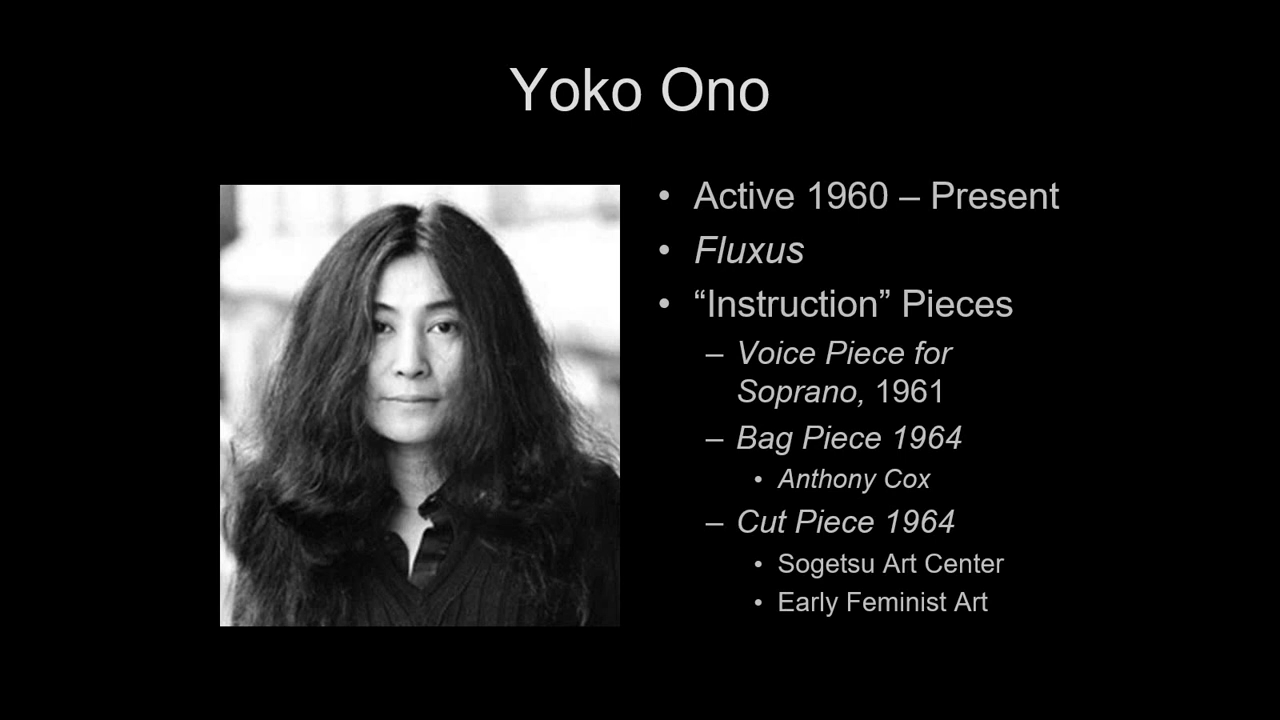 Yoko Ono
• Active 1960 – Present
• Fluxus
• “Instruction” Pieces
– Voice Piece for
Soprano, 1961
– Bag Piece 1964
• Anthony Cox
– Cut Piece 1964
• Sogetsu Art Center
• Early Feminist Art